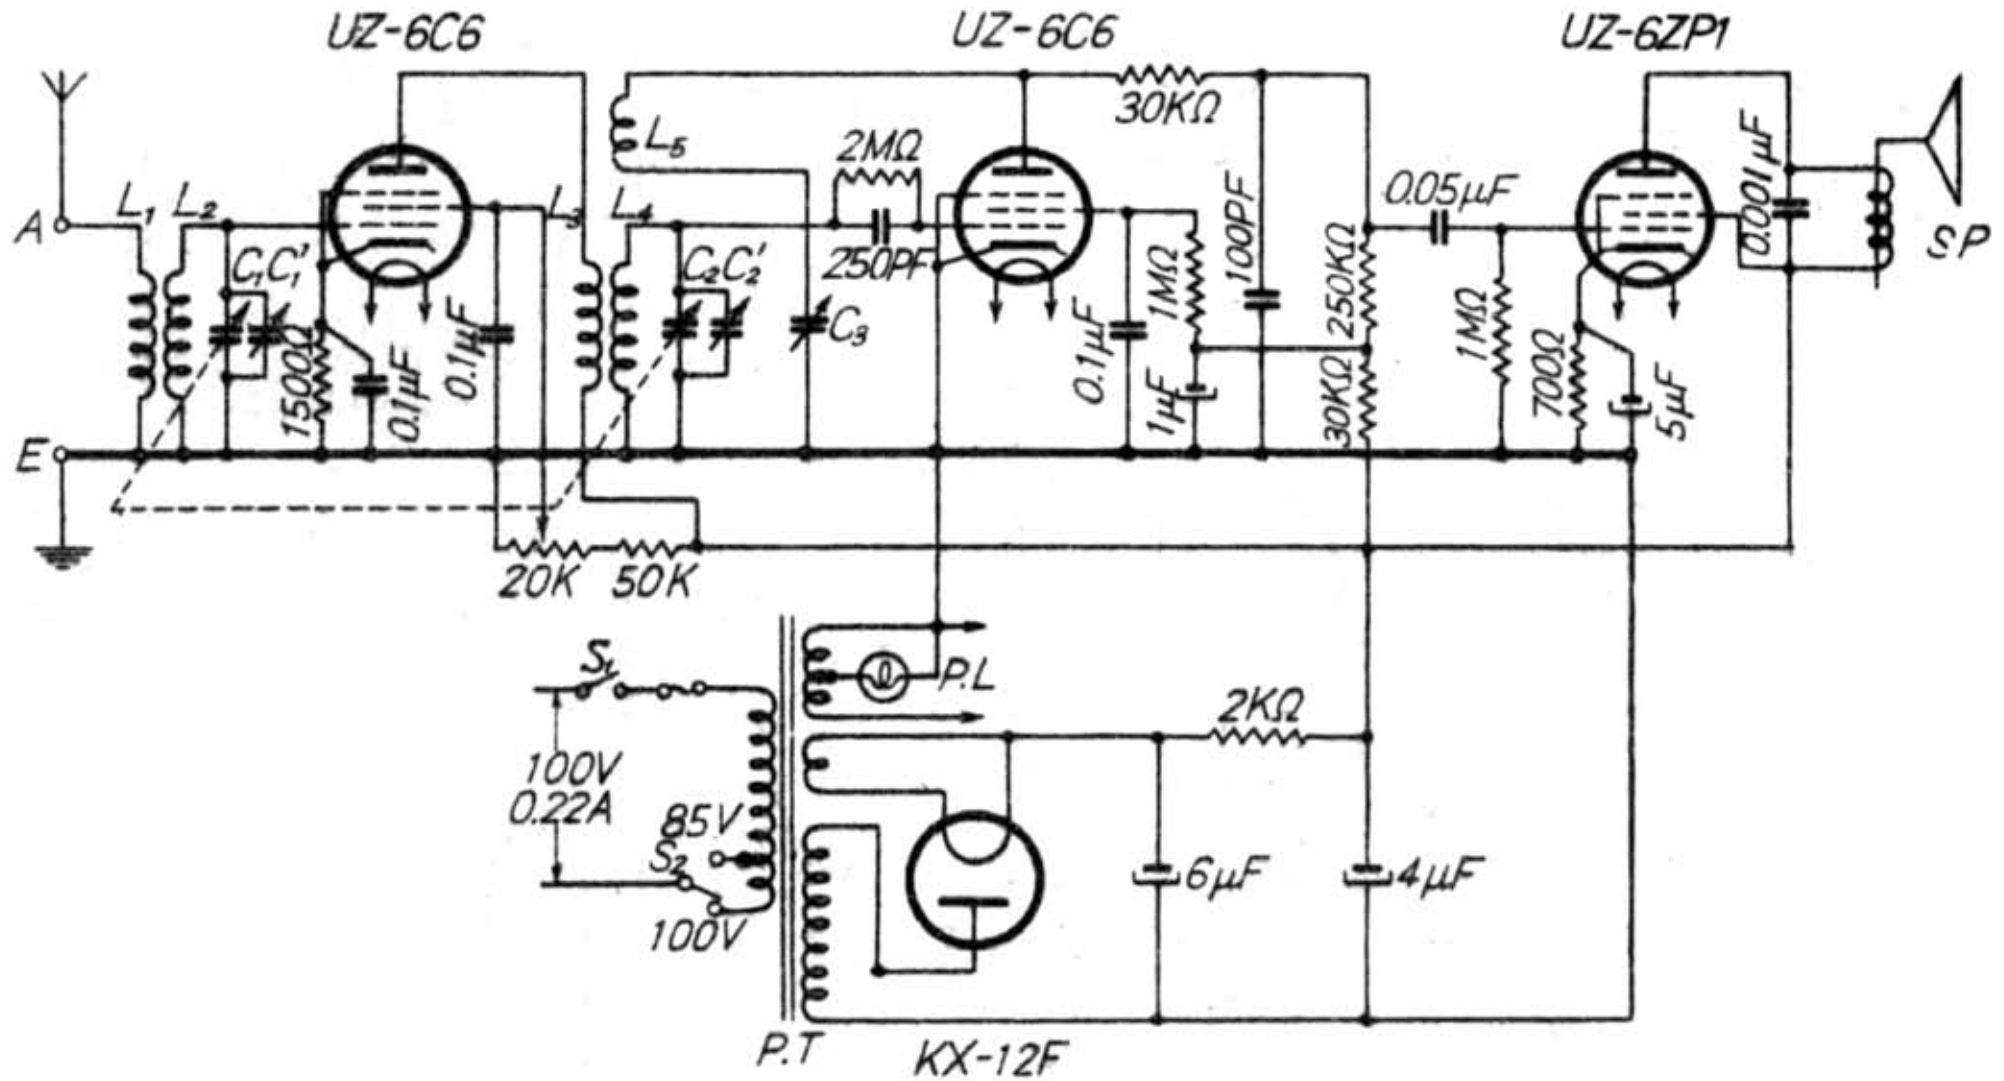 UZ-6C6
UZ-6C6
UZ-6ZP1
A
E
L1
L2
C1C1'
1500Ω
0.1μF
0.1μF
L3
L4
L5
C2C2'
C3
2MΩ
250PF
30KΩ
0.1μF
1MΩ
1μF
100PF
250KΩ
30KΩ
0.05μF
1MΩ
700Ω
5μF
0.001μF
SP
20K
50K
S1
100V
0.22A
85V
S2
100V
P.L
P.T
KX-12F
2KΩ
6μF
4μF